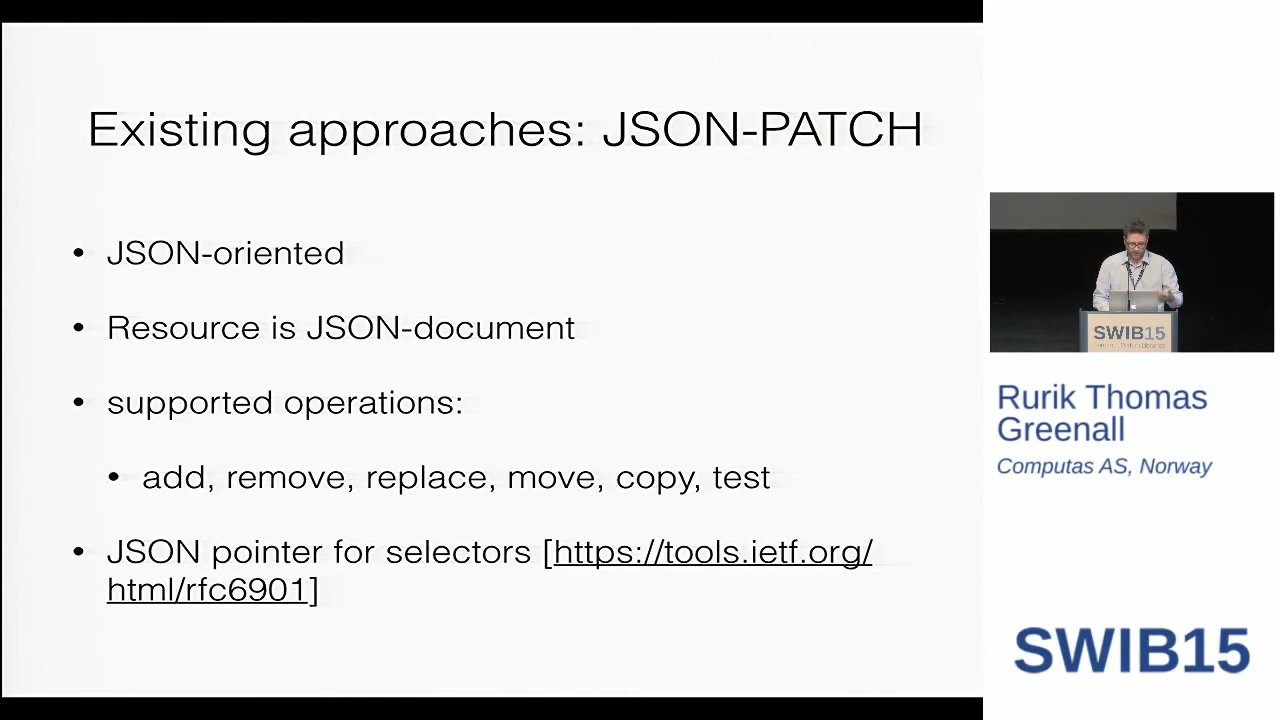 Existing approaches: JSON-PATCH
• JSON-oriented
• Resource is JSON-document
• supported operations:
• add, remove, replace, move, copy, test
• JSON pointer for selectors [https://tools.ietf.org/
html/rfc6901]
SWIB15
Rurik Thomas
Greenall
Computas AS, Norway
SWIB15